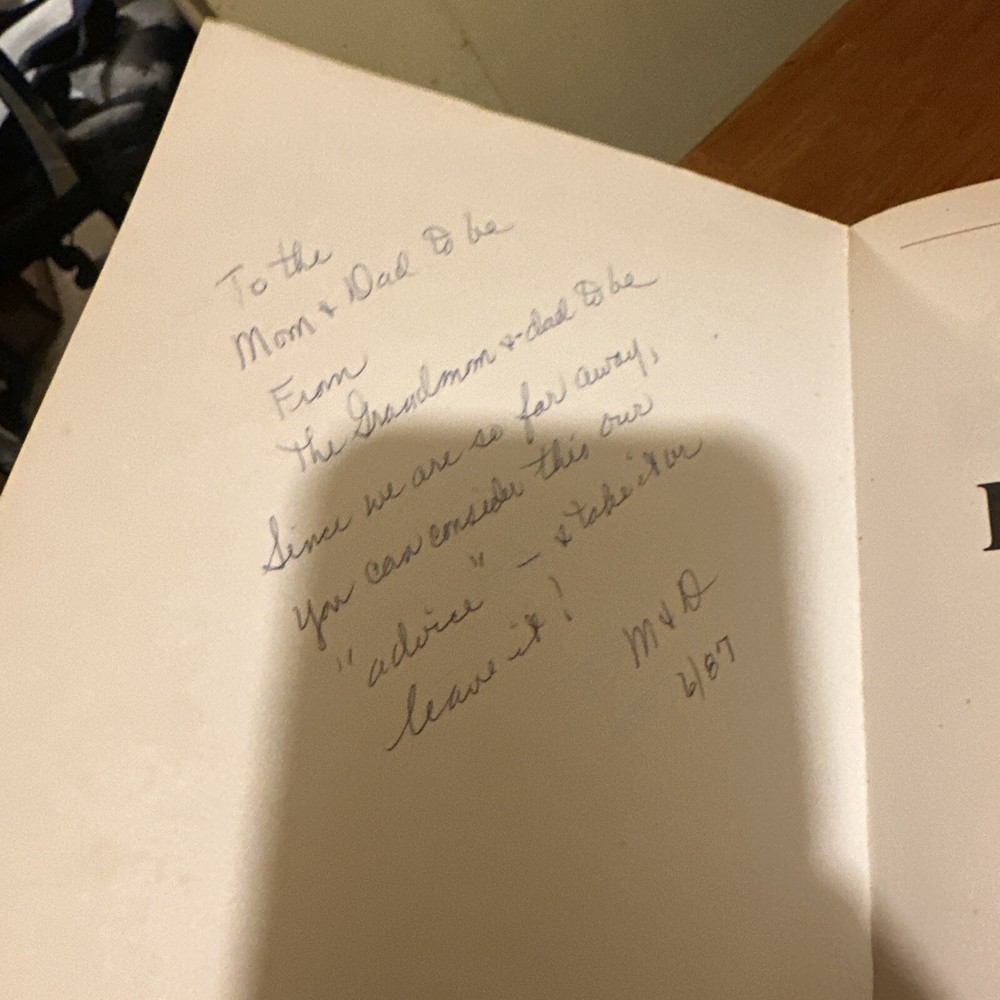 To the
Mom & Dad to be
From
The Grandmom & dad to be
Since we are so far away,
you can consider this our
"advice" — & take it or
leave it!
M & D
6/87